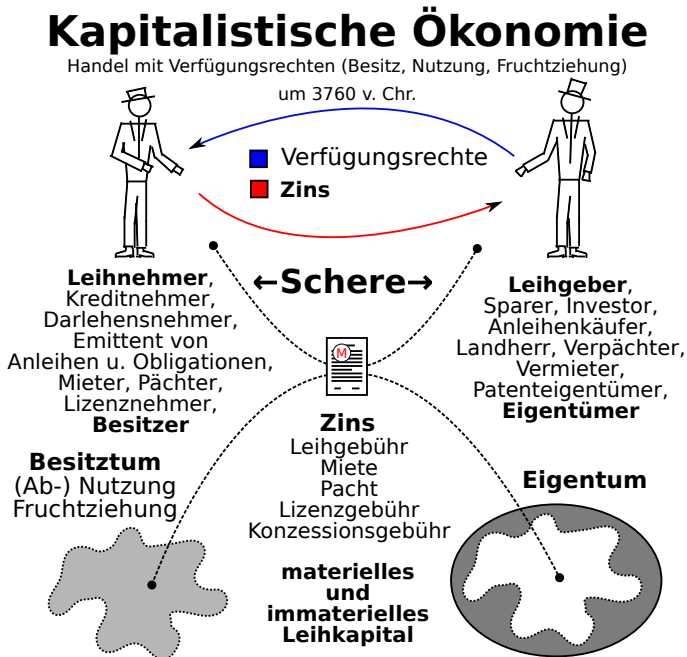 Kapitalistische Ökonomie
Handel mit Verfügungsrechten (Besitz, Nutzung, Fruchtziehung)
um 3760 v. Chr.
Verfügungsrechte
Zins
←Schere→
Leihnehmer,
Kreditnehmer,
Darlehensnehmer,
Emittent von
Anleihen u. Obligationen,
Mieter, Pächter,
Lizenznehmer,
Besitzer
Leihgeber,
Sparer, Investor,
Anleihenkäufer,
Landherr, Verpächter,
Vermieter,
Patenteigentümer,
Eigentümer
M
Zins
Leihgebühr
Miete
Pacht
Lizenzgebühr
Konzessionsgebühr
Besitztum
(Ab-) Nutzung
Fruchtziehung
Eigentum
materielles
und
immaterielles
Leihkapital